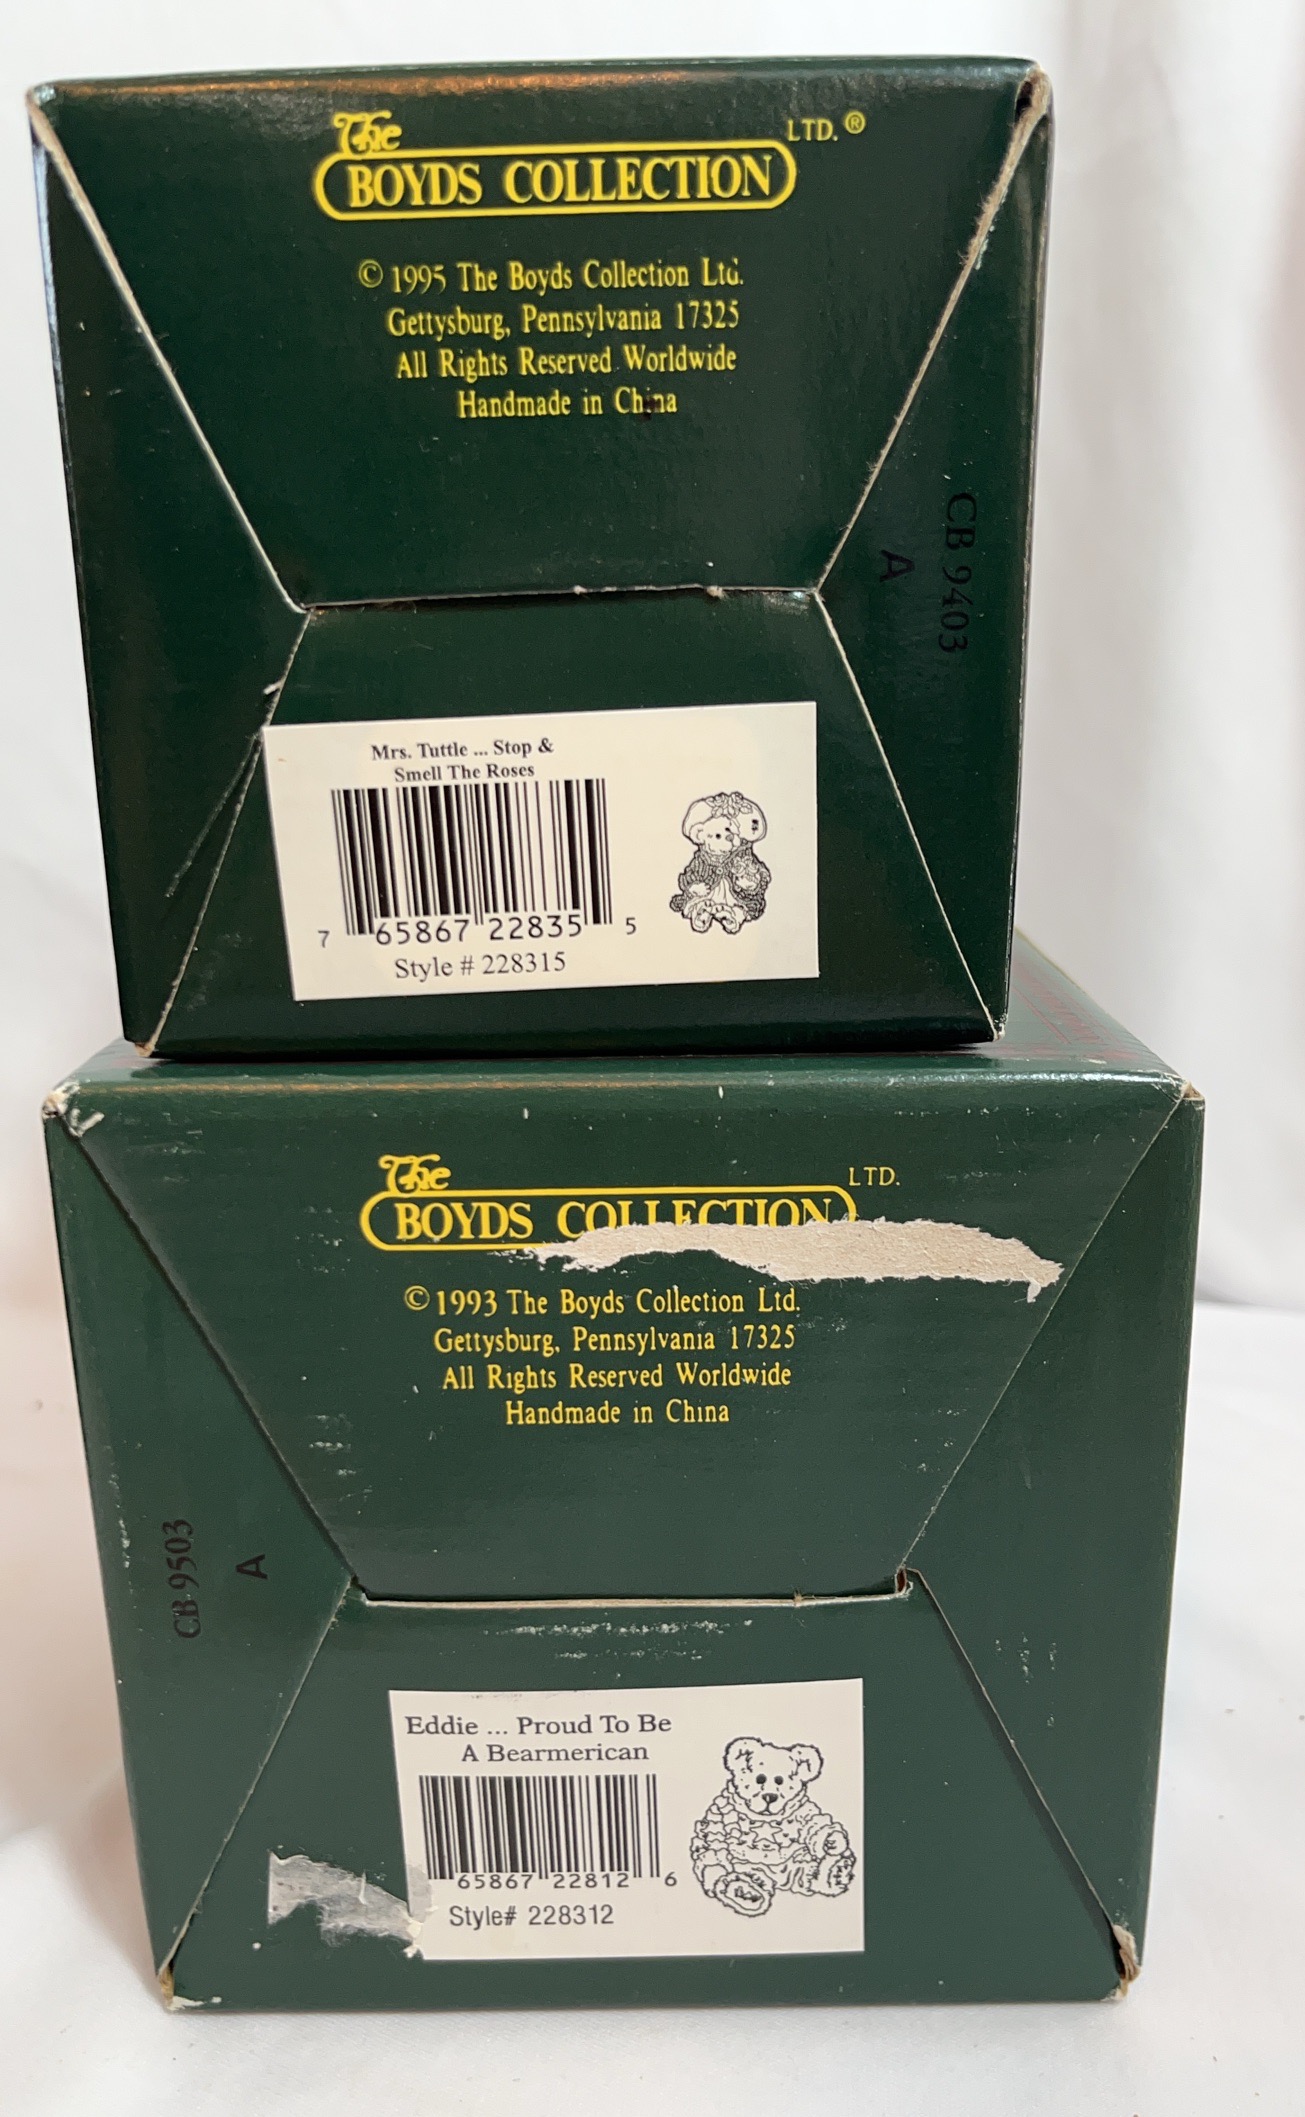 The
BOYDS COLLECTION LTD.®
© 1995 The Boyds Collection Ltd.
Gettysburg, Pennsylvania 17325
All Rights Reserved Worldwide
Handmade in China
CB 9403
A
Mrs. Tuttle ... Stop &
Smell The Roses
7 65867 22835 5
Style # 228315
The
BOYDS COLLECTION LTD.
© 1993 The Boyds Collection Ltd.
Gettysburg, Pennsylvania 17325
All Rights Reserved Worldwide
Handmade in China
CB 9503
A
Eddie ... Proud To Be
A Bearmerican
65867 22812 6
Style# 228312